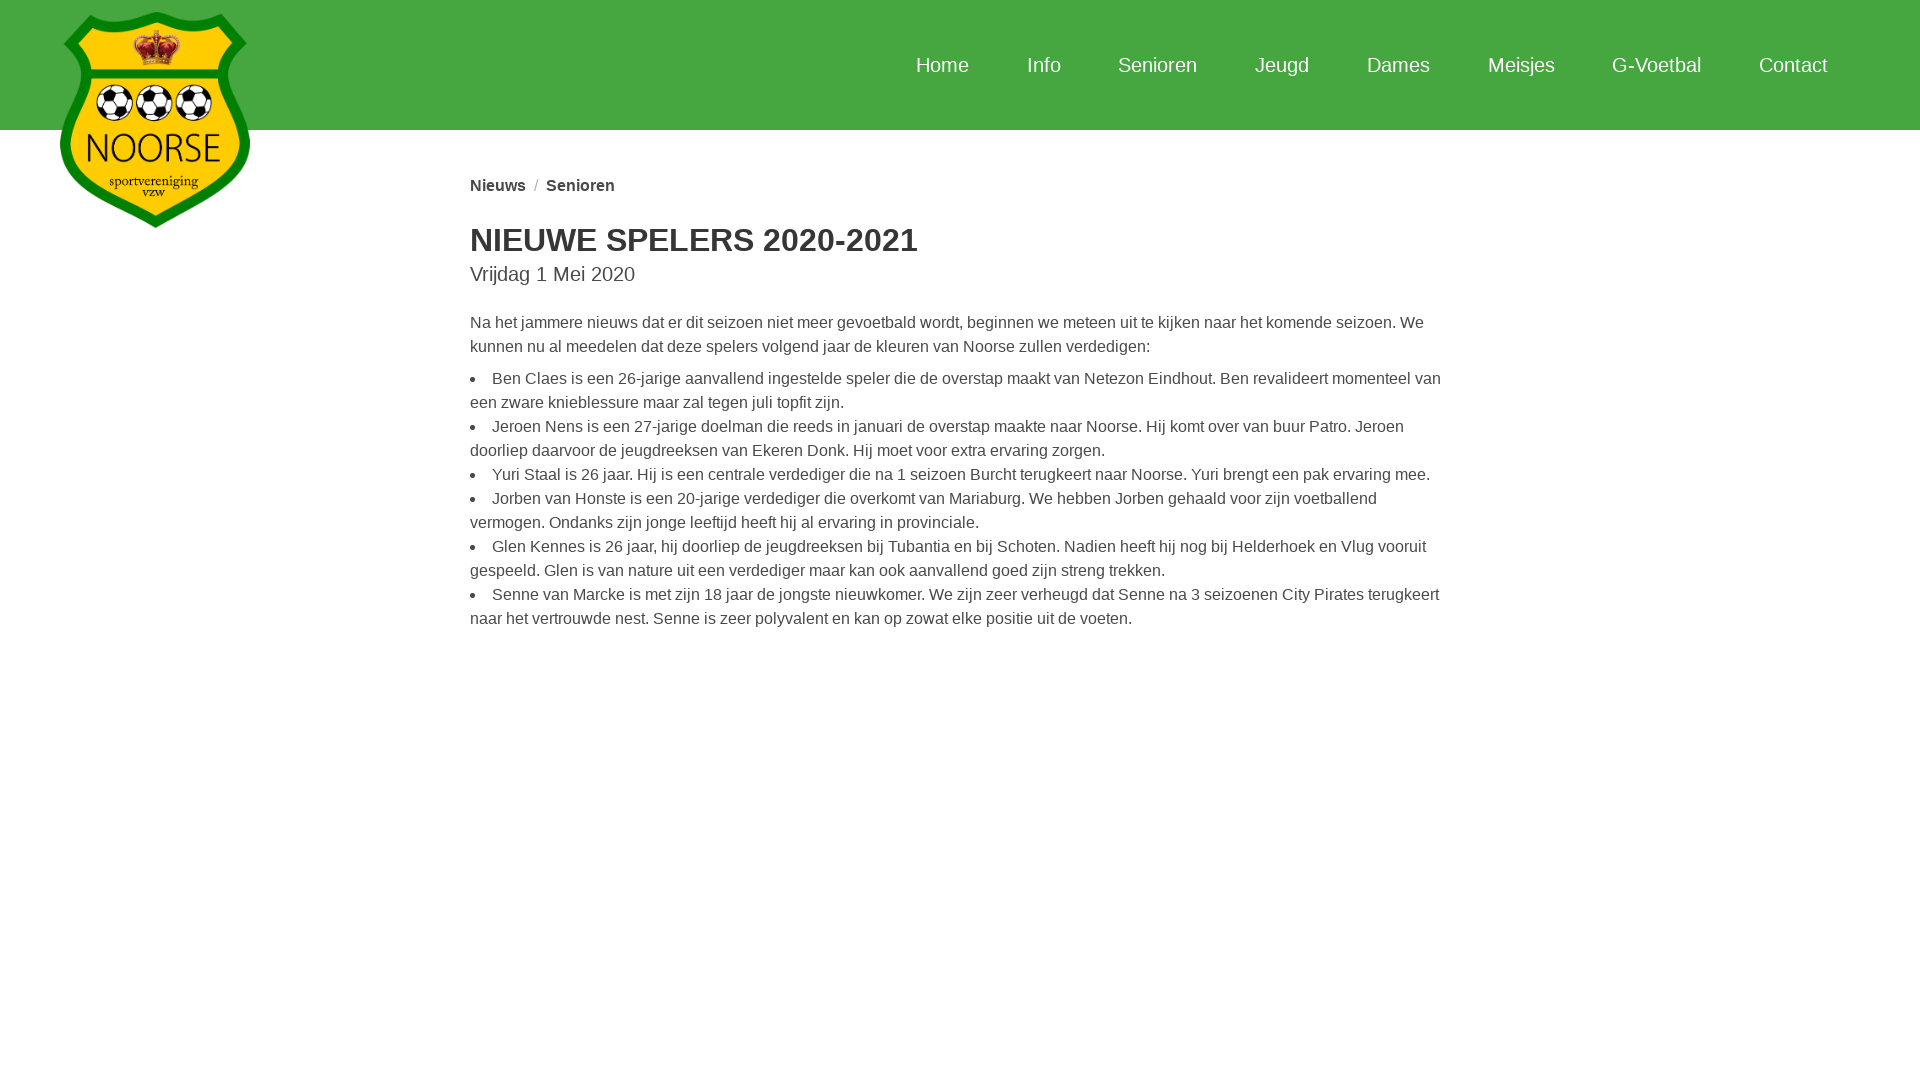 NOORSE
sportvereniging
vzw
Home Info Senioren Jeugd Dames Meisjes G-Voetbal Contact
Nieuws / Senioren
NIEUWE SPELERS 2020-2021
Vrijdag 1 Mei 2020
Na het jammere nieuws dat er dit seizoen niet meer gevoetbald wordt, beginnen we meteen uit te kijken naar het komende seizoen. We
kunnen nu al meedelen dat deze spelers volgend jaar de kleuren van Noorse zullen verdedigen:
• Ben Claes is een 26-jarige aanvallend ingestelde speler die de overstap maakt van Netezon Eindhout. Ben revalideert momenteel van
een zware knieblessure maar zal tegen juli topfit zijn.
• Jeroen Nens is een 27-jarige doelman die reeds in januari de overstap maakte naar Noorse. Hij komt over van buur Patro. Jeroen
doorliep daarvoor de jeugdreeksen van Ekeren Donk. Hij moet voor extra ervaring zorgen.
• Yuri Staal is 26 jaar. Hij is een centrale verdediger die na 1 seizoen Burcht terugkeert naar Noorse. Yuri brengt een pak ervaring mee.
• Jorben van Honste is een 20-jarige verdediger die overkomt van Mariaburg. We hebben Jorben gehaald voor zijn voetballend
vermogen. Ondanks zijn jonge leeftijd heeft hij al ervaring in provinciale.
• Glen Kennes is 26 jaar, hij doorliep de jeugdreeksen bij Tubantia en bij Schoten. Nadien heeft hij nog bij Helderhoek en Vlug vooruit
gespeeld. Glen is van nature uit een verdediger maar kan ook aanvallend goed zijn streng trekken.
• Senne van Marcke is met zijn 18 jaar de jongste nieuwkomer. We zijn zeer verheugd dat Senne na 3 seizoenen City Pirates terugkeert
naar het vertrouwde nest. Senne is zeer polyvalent en kan op zowat elke positie uit de voeten.